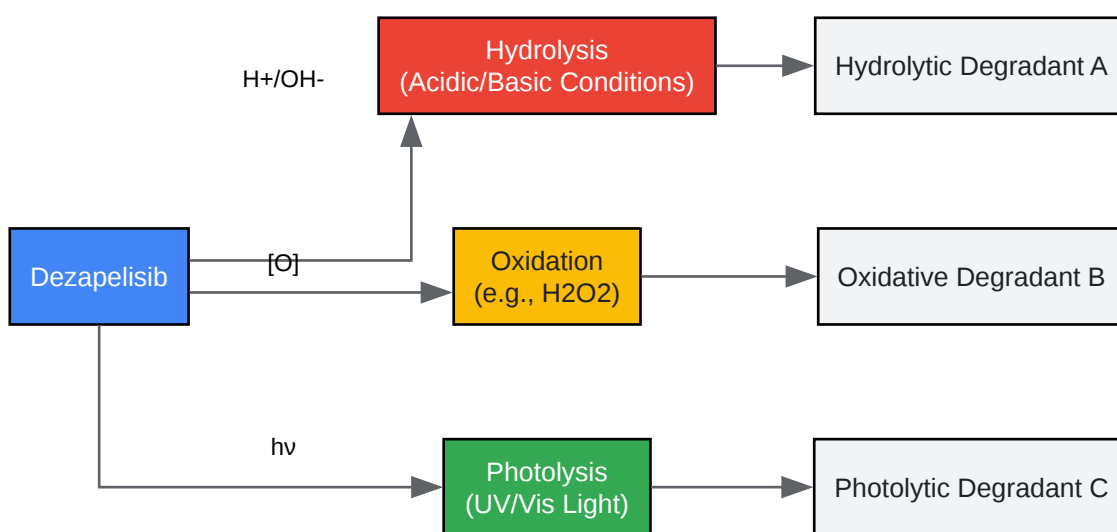 Hydrolysis
(Acidic/Basic Conditions)
Hydrolytic Degradant A
H+/OH-
Dezapelisib
[O]
Oxidation
(e.g., H2O2)
Oxidative Degradant B
hν
Photolysis
(UV/Vis Light)
Photolytic Degradant C